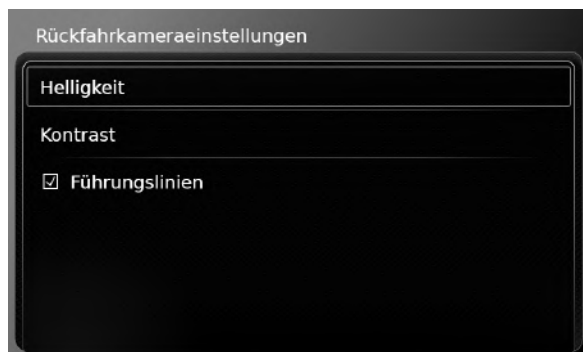 Rückfahrkameraeinstellungen
Helligkeit
Kontrast
☑ Führungslinien